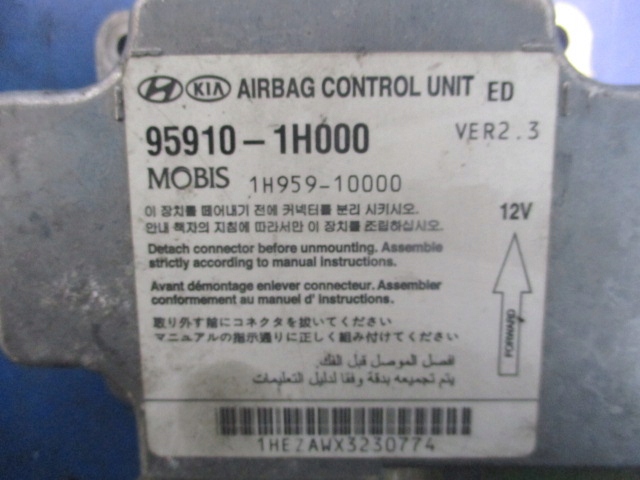 KIA AIRBAG CONTROL UNIT ED
95910-1H000 VER2.3
MOBIS 1H959-10000
이 장치를 떼어내기 전에 커넥터를 분리 시키시오.
안내 책자의 지침에 따라서만 이 장치를 조립하십시오.
12V
Detach connector before unmounting. Assemble
strictly according to manual instructions.
Avant démontage enlever connecteur. Assembler
conformement au manuel d' instructions.
取り外す前にコネクタを抜いてください
マニュアルの指示通りに正しく組み付けてください
FORWARD
افصل الموصل قبل الفك.
يتم تجميعه بدقة وفقا لدليل التعليمات
1HEZAWX3230774